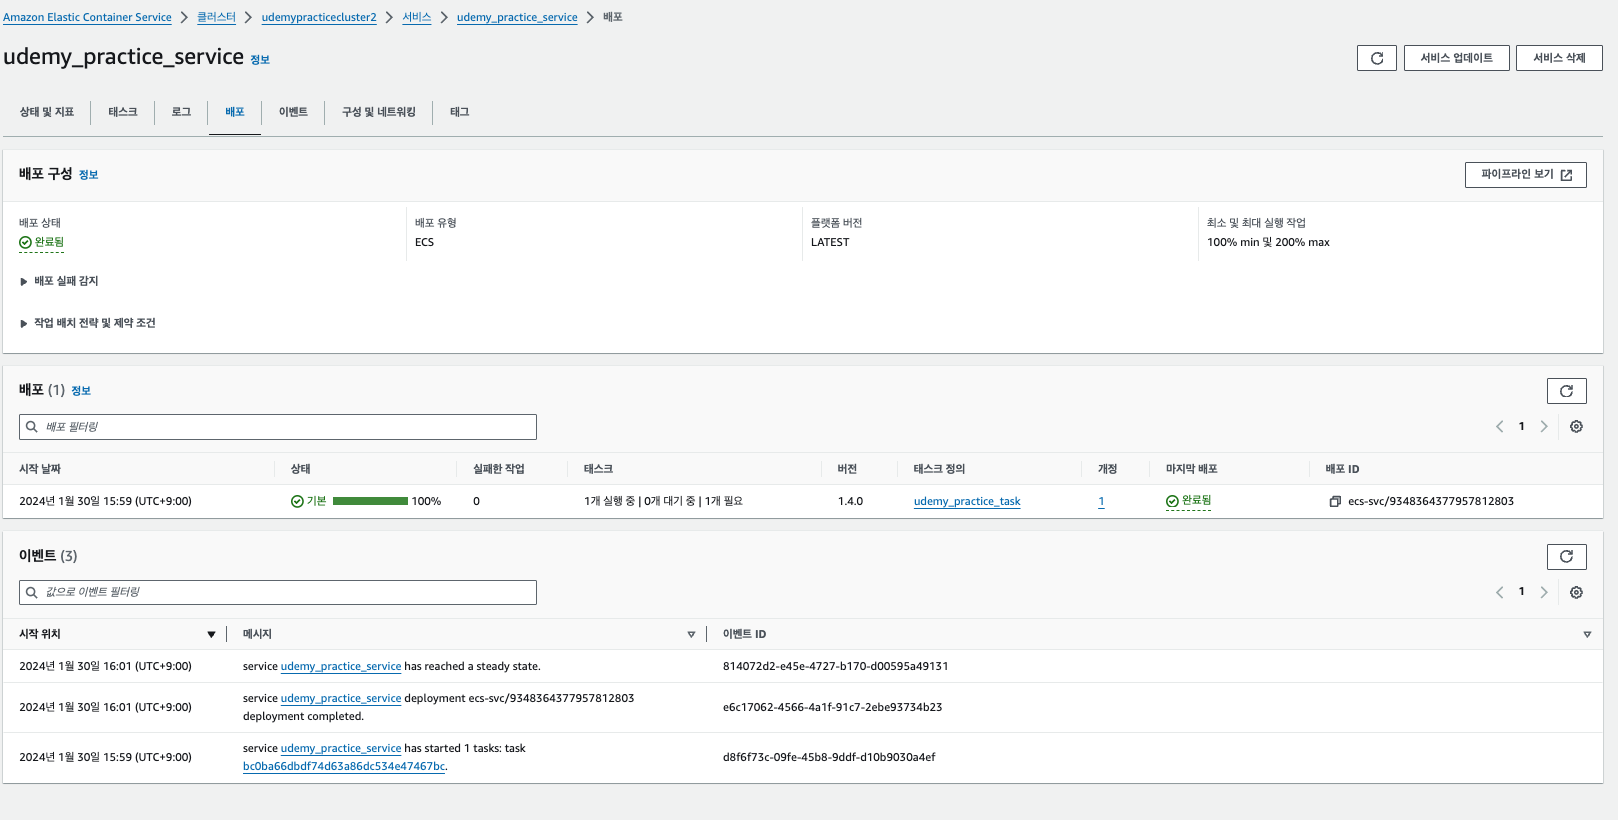 Amazon Elastic Container Service > 클러스터 > udemypracticecluster2 > 서비스 > udemy_practice_service > 배포
udemy_practice_service 정보
서비스 업데이트
서비스 삭제
상태 및 지표 태스크 로그 배포 이벤트 구성 및 네트워킹 태그
배포 구성 정보
파이프라인 보기
배포 상태
완료됨
배포 유형
ECS
플랫폼 버전
LATEST
최소 및 최대 실행 작업
100% min 및 200% max
배포 실패 감지
작업 배치 전략 및 제약 조건
배포 (1) 정보
배포 필터링
1
시작 날짜 상태 실패한 작업 태스크 버전 태스크 정의 개정 마지막 배포 배포 ID
2024년 1월 30일 15:59 (UTC+9:00) 기본 100% 0 1개 실행 중 | 0개 대기 중 | 1개 필요 1.4.0 udemy_practice_task 1 완료됨 ecs-svc/9348364377957812803
이벤트 (3)
값으로 이벤트 필터링
1
시작 위치 메시지 이벤트 ID
2024년 1월 30일 16:01 (UTC+9:00) service udemy_practice_service has reached a steady state. 814072d2-e45e-4727-b170-d00595a49131
2024년 1월 30일 16:01 (UTC+9:00) service udemy_practice_service deployment ecs-svc/9348364377957812803
deployment completed. e6c17062-4566-4a1f-91c7-2ebe93734b23
2024년 1월 30일 15:59 (UTC+9:00) service udemy_practice_service has started 1 tasks: task
bc0ba66dbdf74d63a86dc534e47467bc. d8f6f73c-09fe-45b8-9ddf-d10b9030a4ef